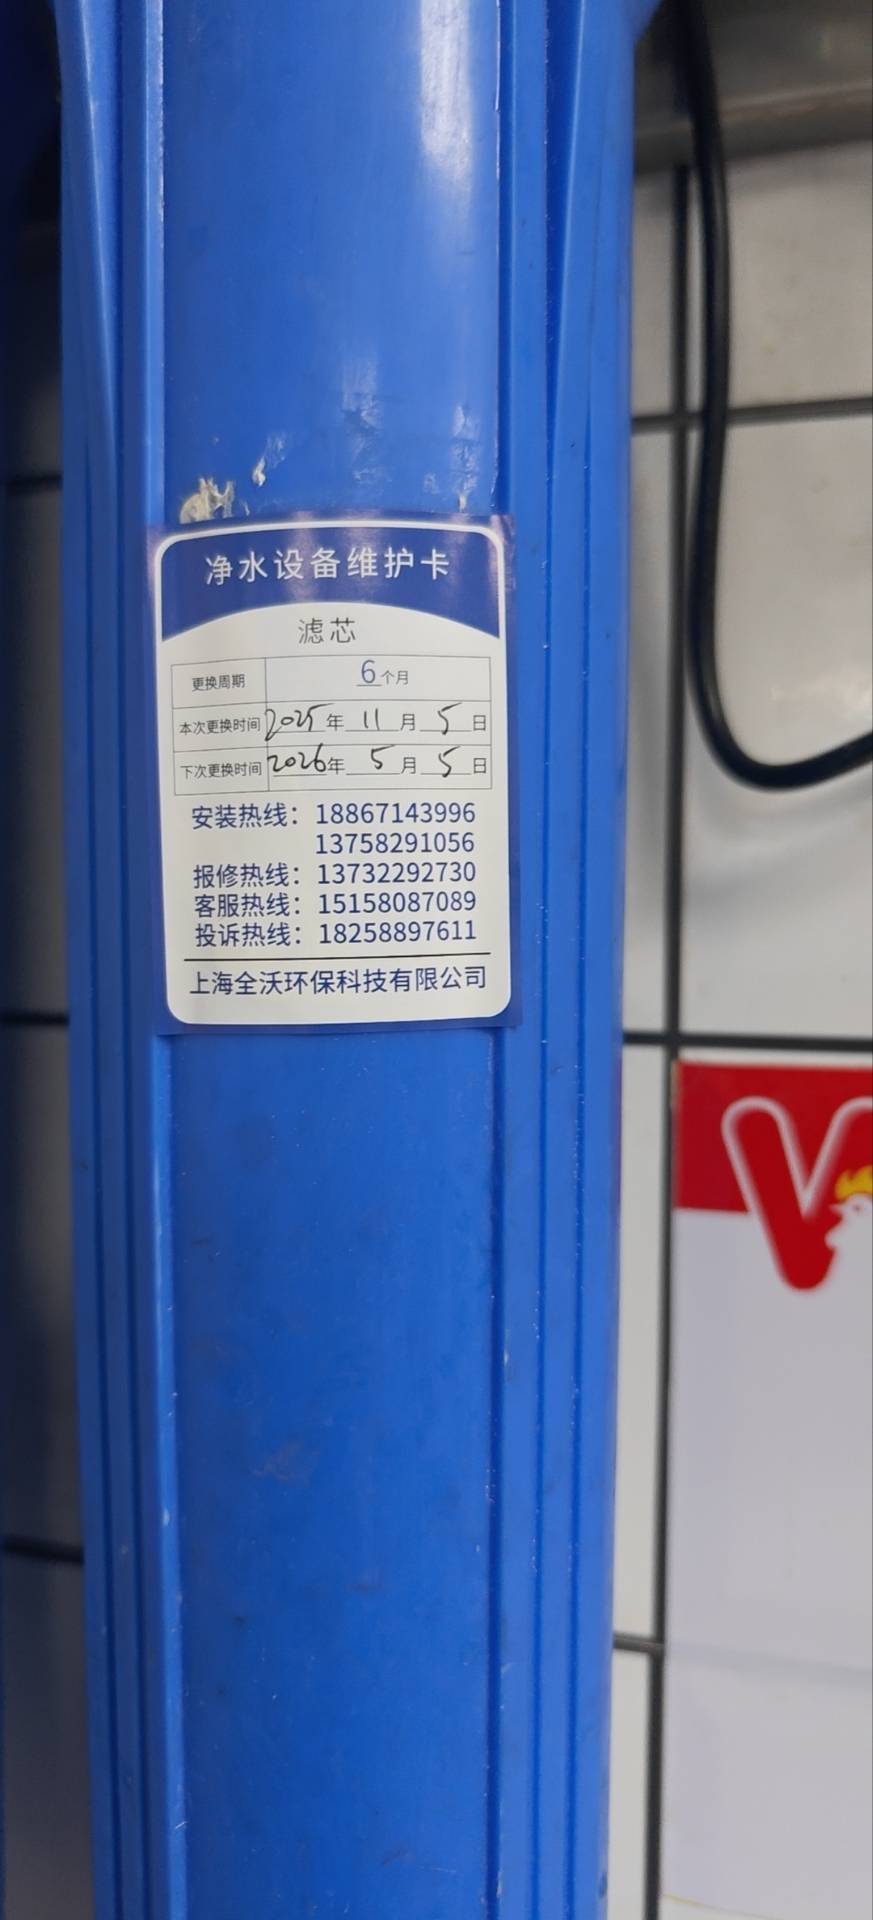 净水设备维护卡
滤芯
更换周期 6个月
本次更换时间 2025年 11 月 5 日
下次更换时间 2026年 5 月 5 日
安装热线：18867143996
13758291056
报修热线：13732292730
客服热线：15158087089
投诉热线：18258897611
上海全沃环保科技有限公司